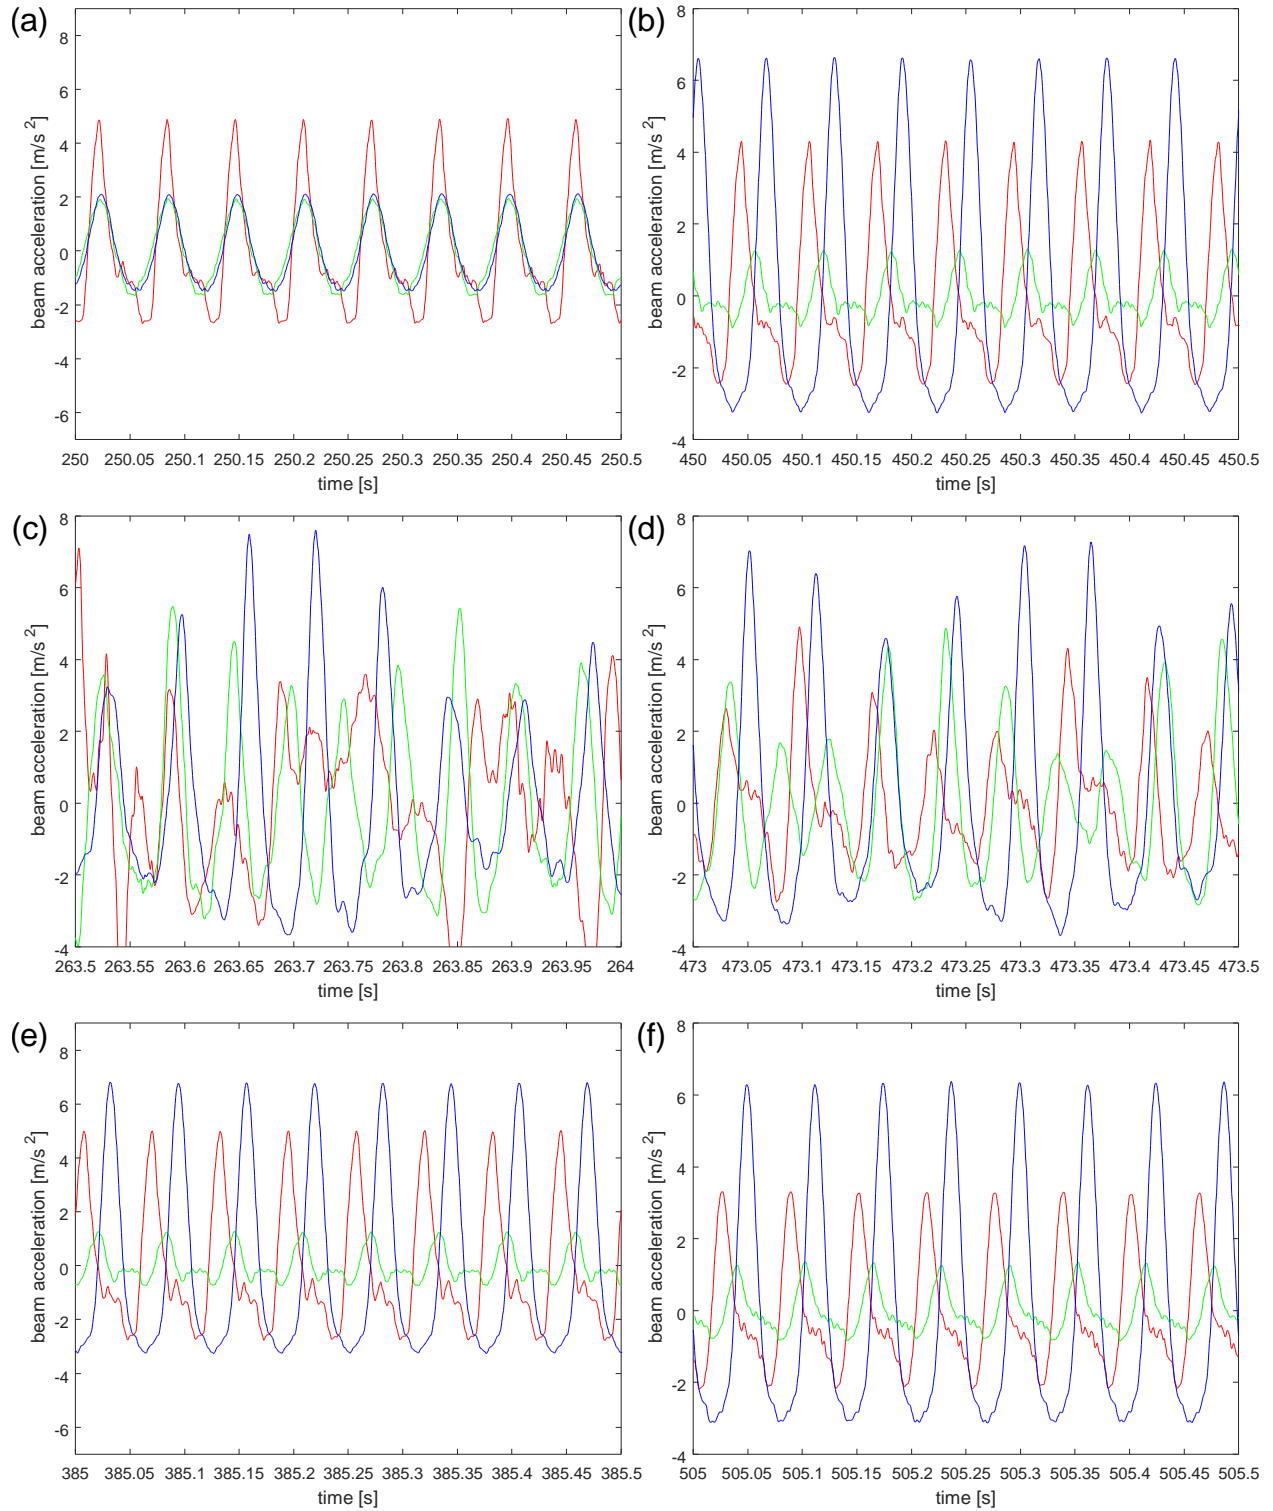 (a)
8
6
4
2
0
-2
-4
-6
beam acceleration [m/s 2]
250 250.05 250.1 250.15 250.2 250.25 250.3 250.35 250.4 250.45 250.5
time [s]
(b)
8
6
4
2
0
-2
-4
beam acceleration [m/s 2]
450 450.05 450.1 450.15 450.2 450.25 450.3 450.35 450.4 450.45 450.5
time [s]
(c)
8
6
4
2
0
-2
-4
beam acceleration [m/s 2]
263.5 263.55 263.6 263.65 263.7 263.75 263.8 263.85 263.9 263.95 264
time [s]
(d)
8
6
4
2
0
-2
-4
beam acceleration [m/s 2]
473 473.05 473.1 473.15 473.2 473.25 473.3 473.35 473.4 473.45 473.5
time [s]
(e)
8
6
4
2
0
-2
-4
-6
beam acceleration [m/s 2]
385 385.05 385.1 385.15 385.2 385.25 385.3 385.35 385.4 385.45 385.5
time [s]
(f)
8
6
4
2
0
-2
-4
beam acceleration [m/s 2]
505 505.05 505.1 505.15 505.2 505.25 505.3 505.35 505.4 505.45 505.5
time [s]